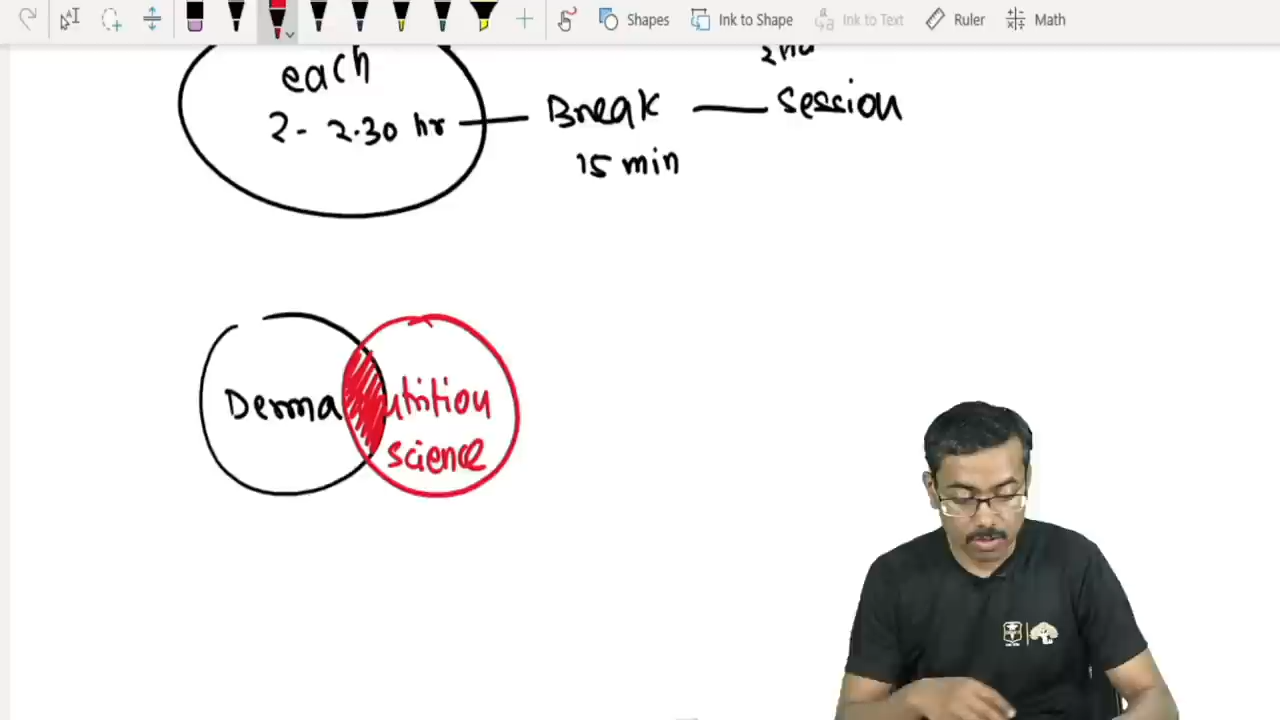 Shapes
Ink to Shape
Ink to Text
Ruler
Math
each
2 - 2.30 hr
Break
Session
15 min
Derma
utrition
science